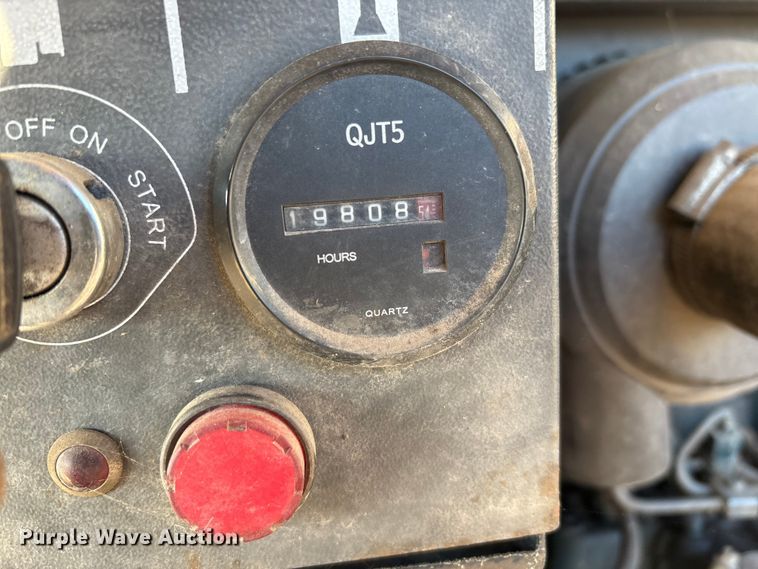 OFF ON START
QJT5
19808
HOURS
QUARTZ
Purple Wave Auction